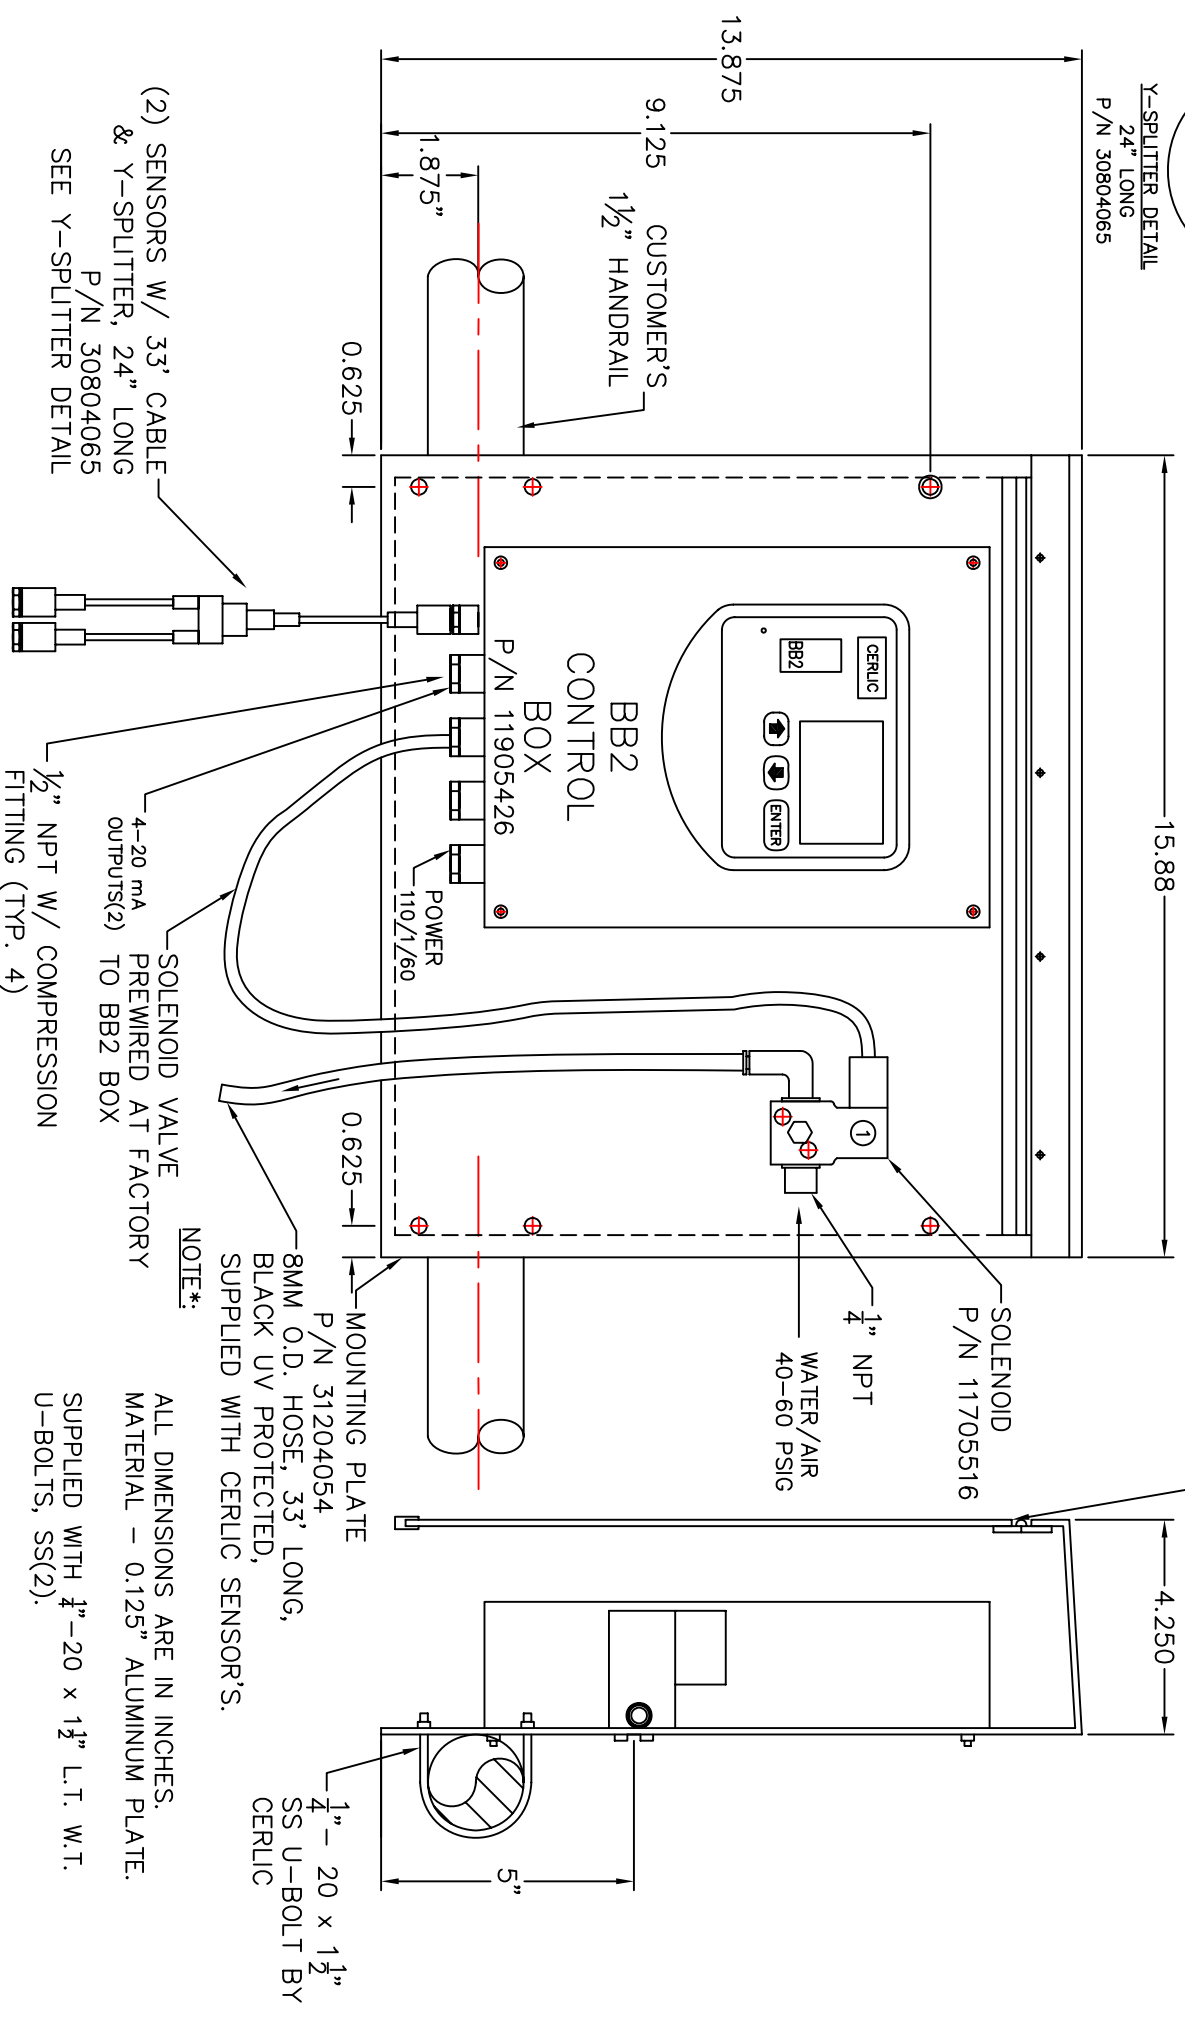 Y-SPLITTER DETAIL
24" LONG
P/N 30804065
13.875
9.125
1.875"
CUSTOMER'S
1½" HANDRAIL
0.625
(2) SENSORS W/ 33' CABLE
& Y-SPLITTER, 24" LONG
P/N 30804065
SEE Y-SPLITTER DETAIL
15.88
CERLIC
BB2
ENTER
BB2
CONTROL
BOX
P/N 11905426
POWER
110/1/60
4-20 mA
OUTPUTS(2)
½" NPT W/ COMPRESSION
FITTING (TYP. 4)
SOLENOID VALVE
PREWIRED AT FACTORY
TO BB2 BOX
1
0.625
SOLENOID
P/N 11705516
¼" NPT
WATER/AIR
40-60 PSIG
MOUNTING PLATE
P/N 31204054
8MM O.D. HOSE, 33' LONG,
BLACK UV PROTECTED,
SUPPLIED WITH CERLIC SENSOR'S.
4.250
5"
¼"- 20 x 1½"
SS U-BOLT BY
CERLIC
NOTE*:
ALL DIMENSIONS ARE IN INCHES.
MATERIAL - 0.125" ALUMINUM PLATE.
SUPPLIED WITH ¼"-20 x 1½" L.T. W.T.
U-BOLTS, SS(2).